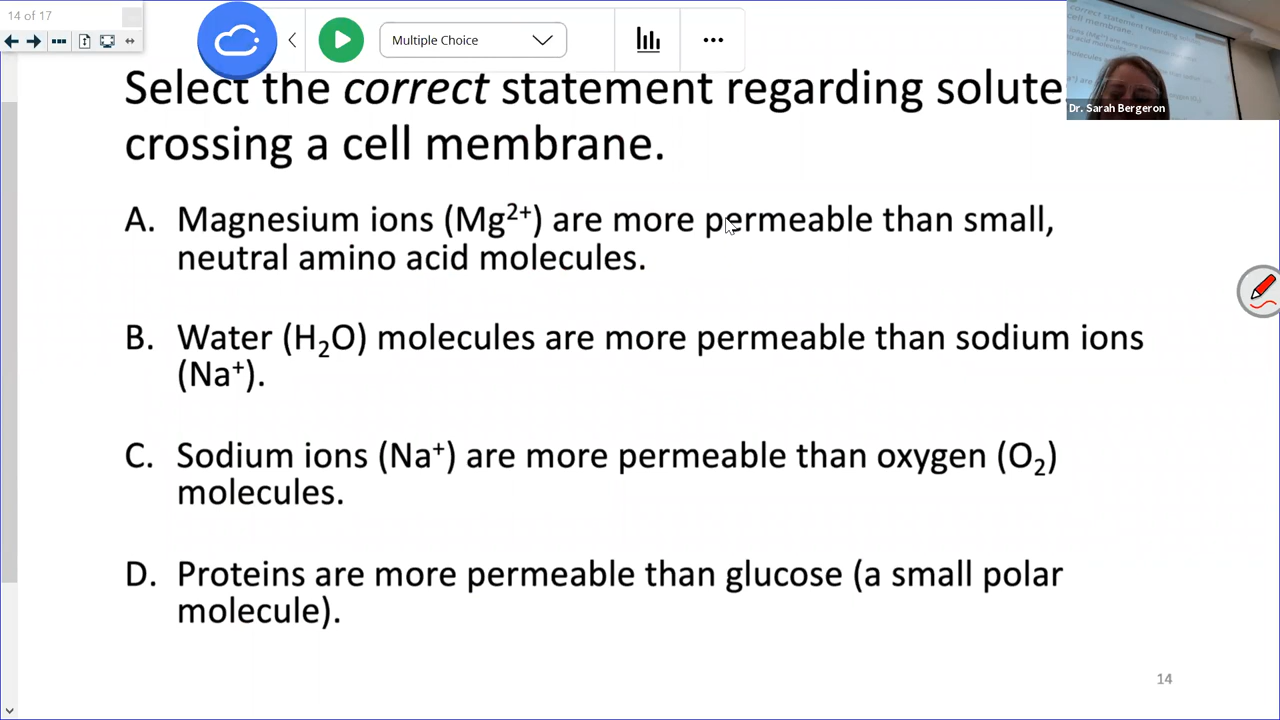 14 of 17
Multiple Choice
Select the correct statement regarding solute
crossing a cell membrane.
Dr. Sarah Bergeron
A. Magnesium ions (Mg²⁺) are more permeable than small,
neutral amino acid molecules.
B. Water (H₂O) molecules are more permeable than sodium ions
(Na⁺).
C. Sodium ions (Na⁺) are more permeable than oxygen (O₂)
molecules.
D. Proteins are more permeable than glucose (a small polar
molecule).
14